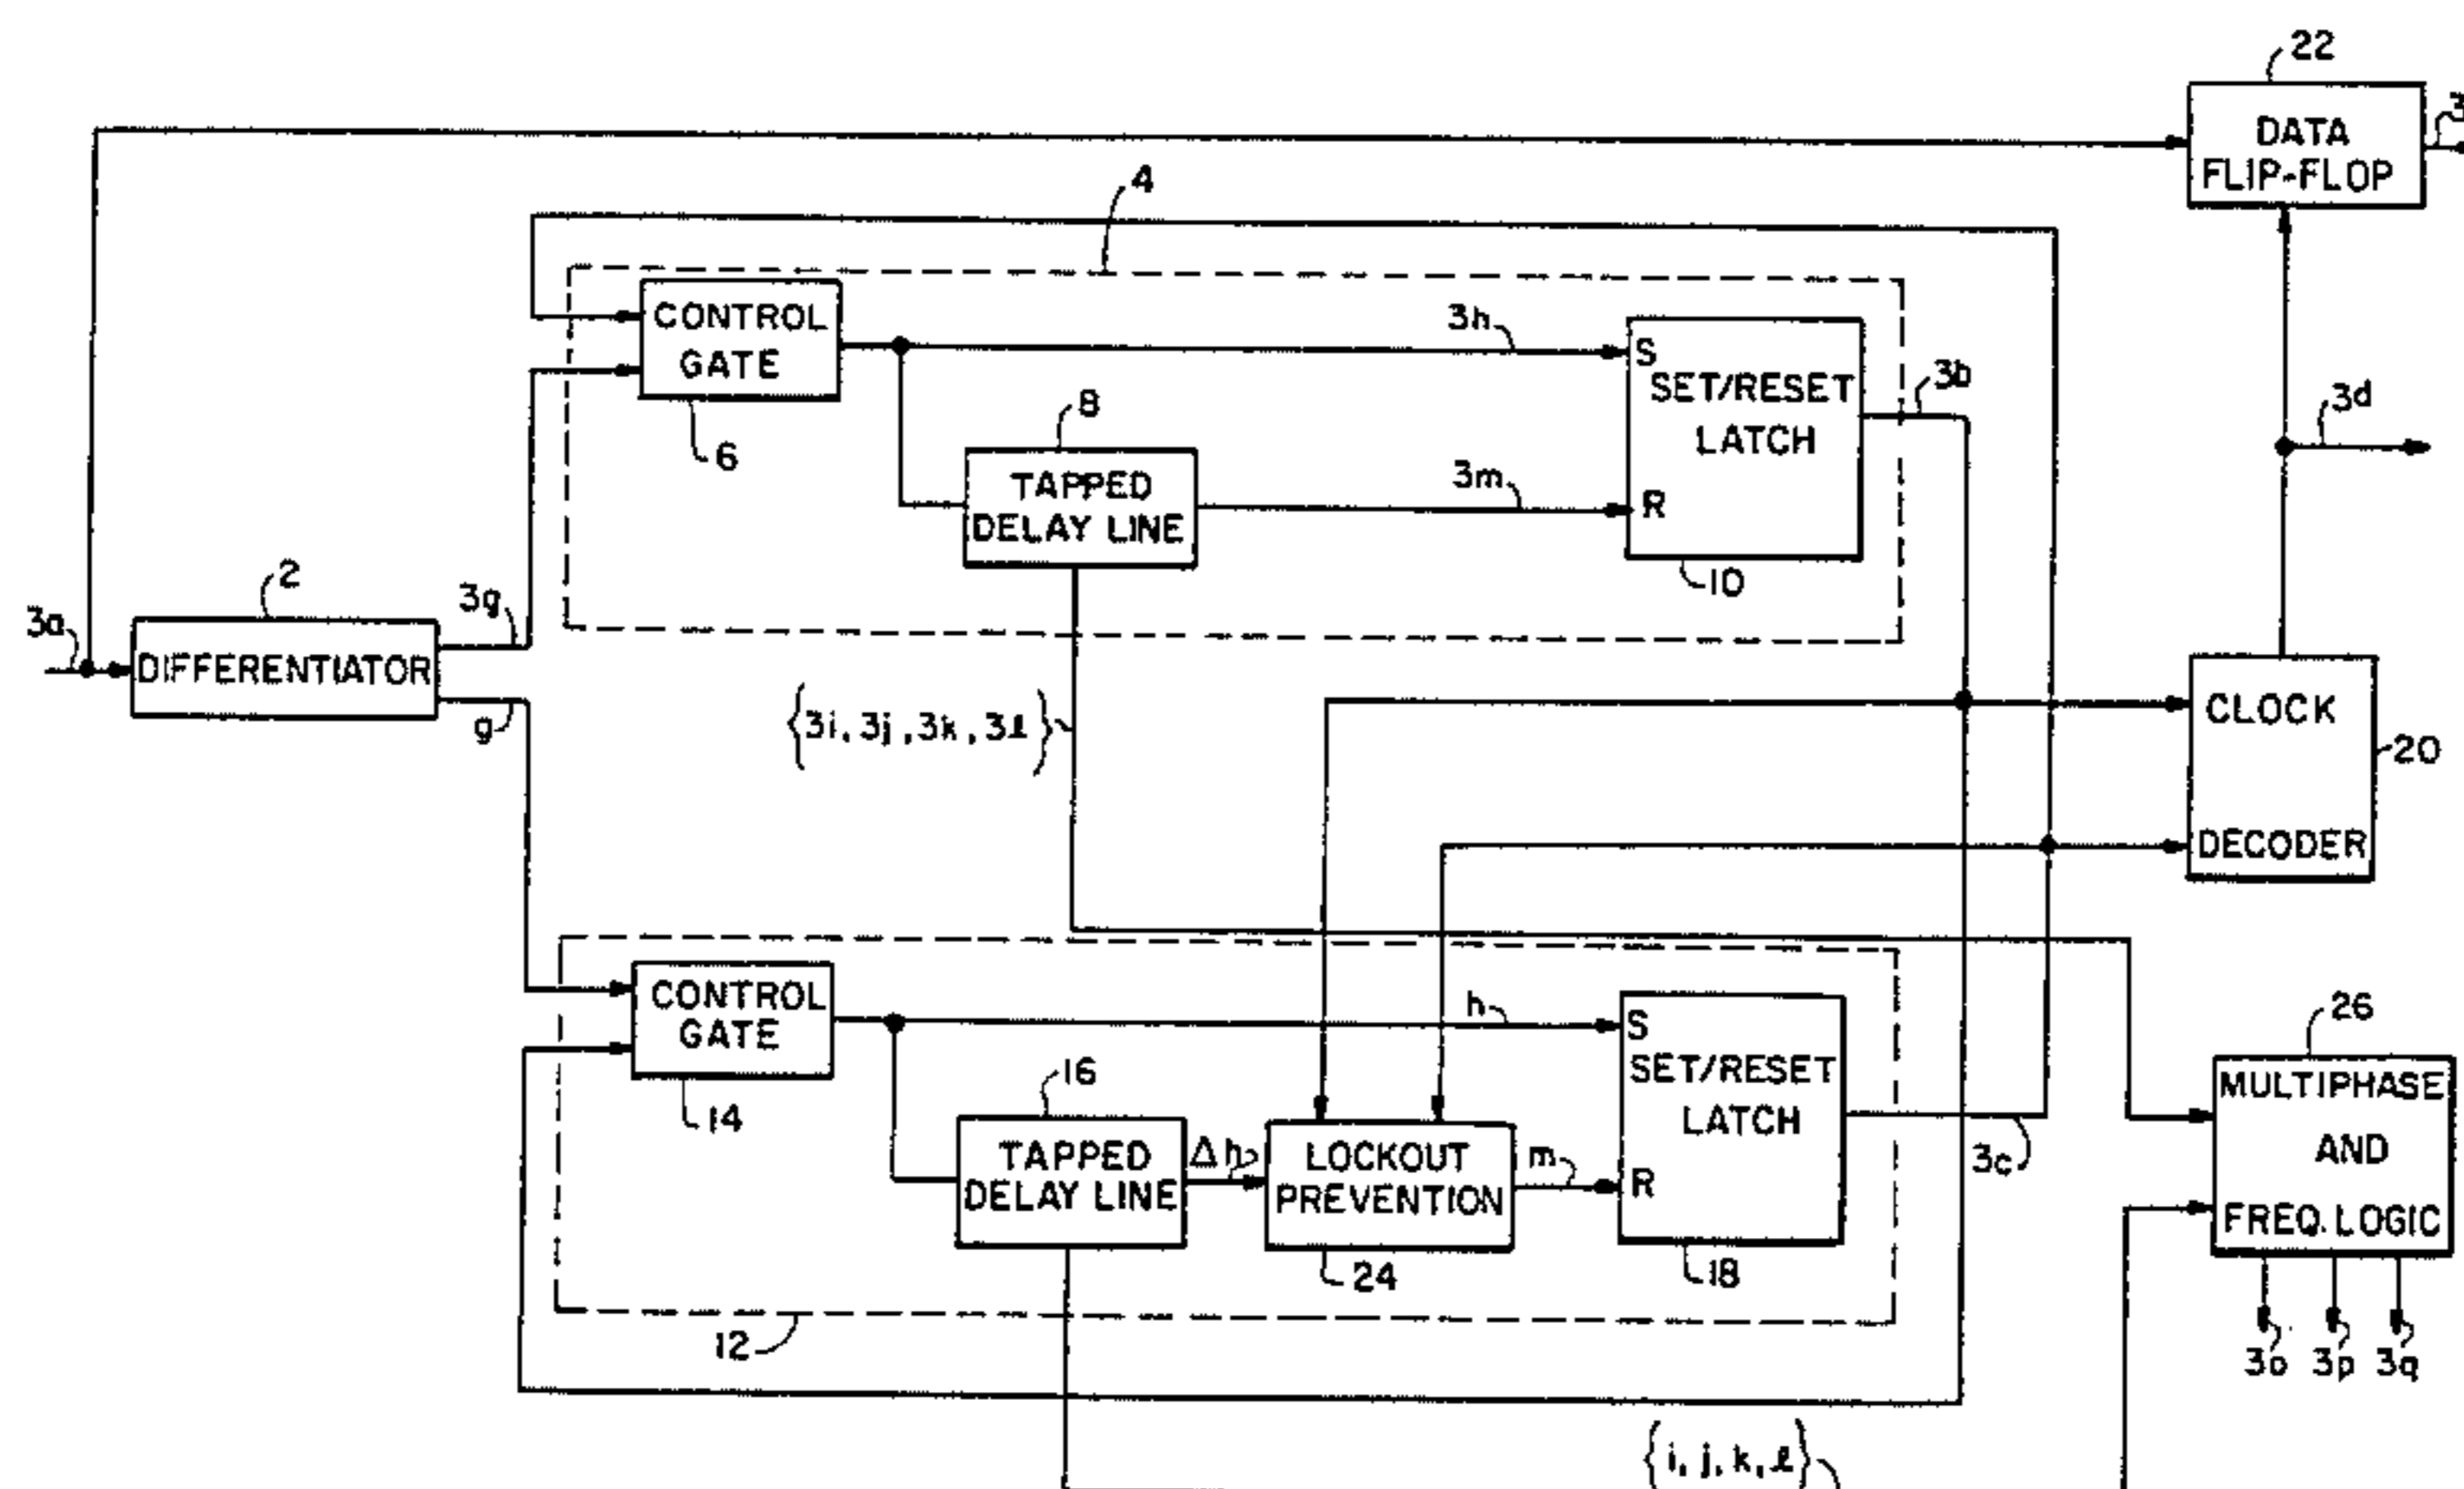 22
DATA
FLIP-FLOP
3
4
CONTROL
GATE
6
3h
S
SET/RESET
LATCH
R
10
3b
3d
8
TAPPED
DELAY LINE
3m
2
3a
3g
DIFFERENTIATOR
g
{3i, 3j, 3k, 3l}
CLOCK
DECODER
20
CONTROL
GATE
14
h
S
SET/RESET
LATCH
R
18
3c
16
TAPPED
DELAY LINE
Δh
LOCKOUT
PREVENTION
24
m
12
26
MULTIPHASE
AND
FREQ. LOGIC
3o 3p 3q
{i, j, k, l}